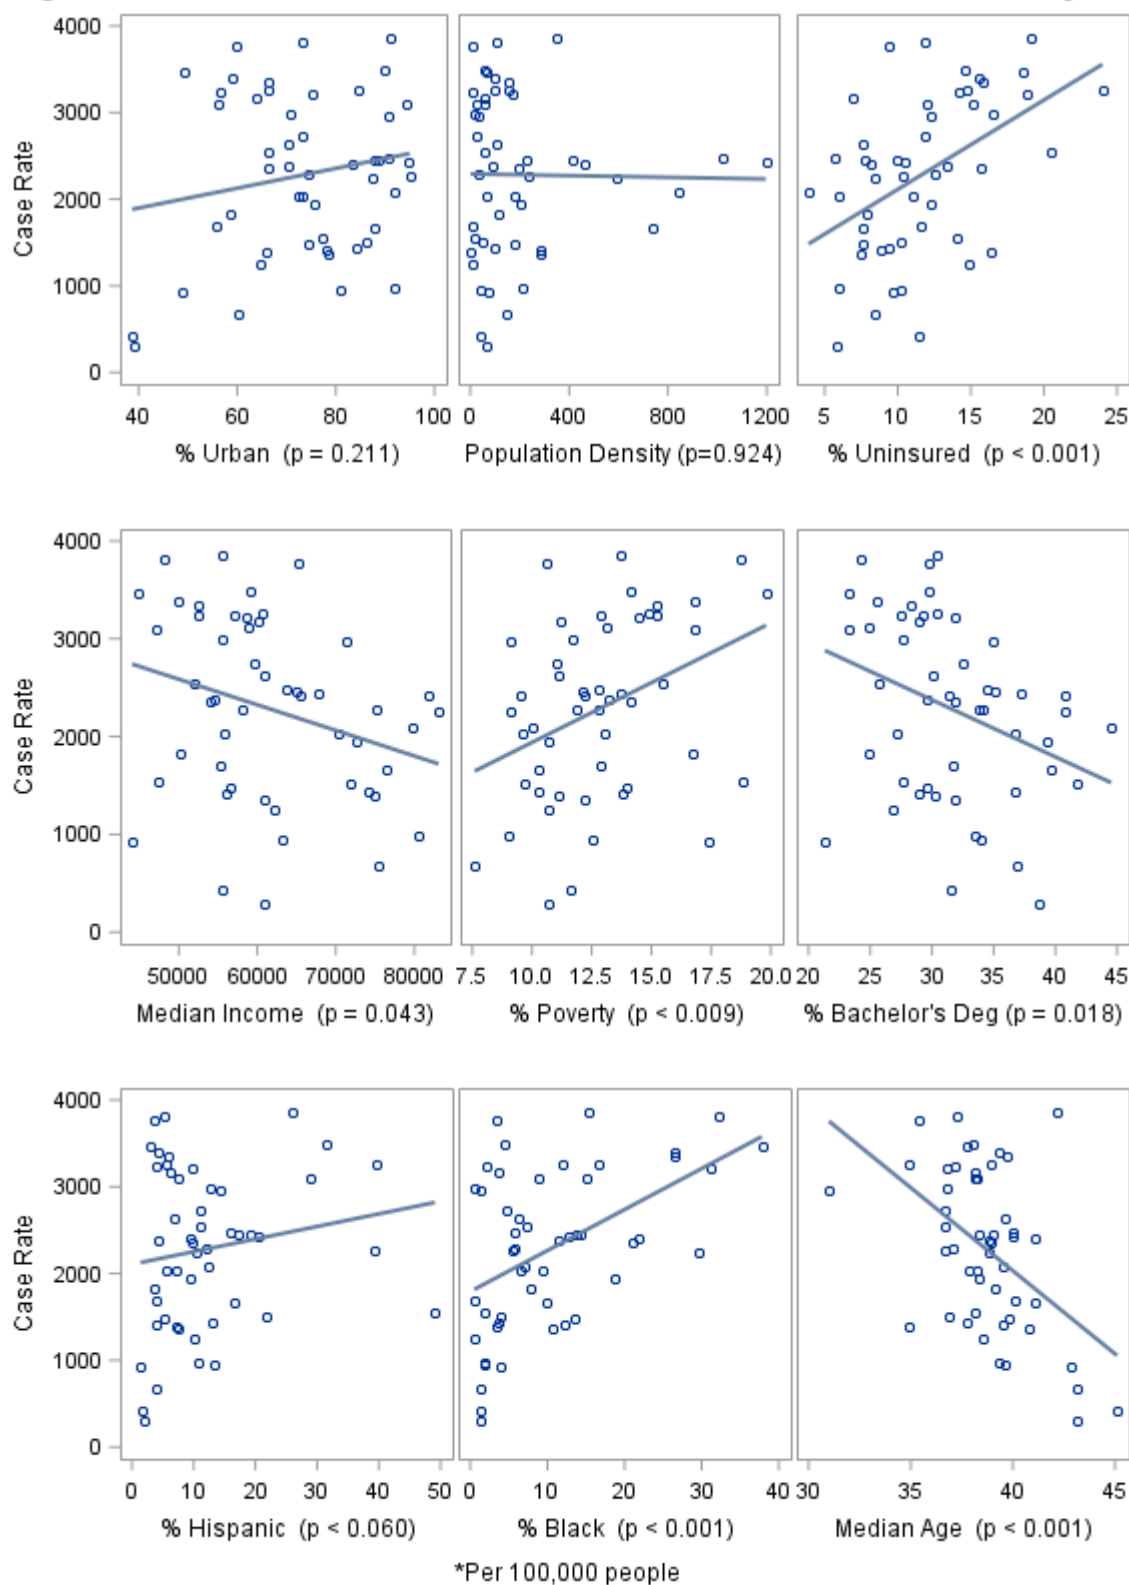 4000
3000
2000
1000
0
Case Rate
40 60 80 100
% Urban (p = 0.211)
0 400 800 1200
Population Density (p=0.924)
5 10 15 20 25
% Uninsured (p < 0.001)
4000
3000
2000
1000
0
Case Rate
50000 60000 70000 80000
Median Income (p = 0.043)
7.5 10.0 12.5 15.0 17.5 20.0
% Poverty (p < 0.009)
20 25 30 35 40 45
% Bachelor's Deg (p = 0.018)
4000
3000
2000
1000
0
Case Rate
0 10 20 30 40 50
% Hispanic (p < 0.060)
0 10 20 30 40
% Black (p < 0.001)
30 35 40 45
Median Age (p < 0.001)
*Per 100,000 people